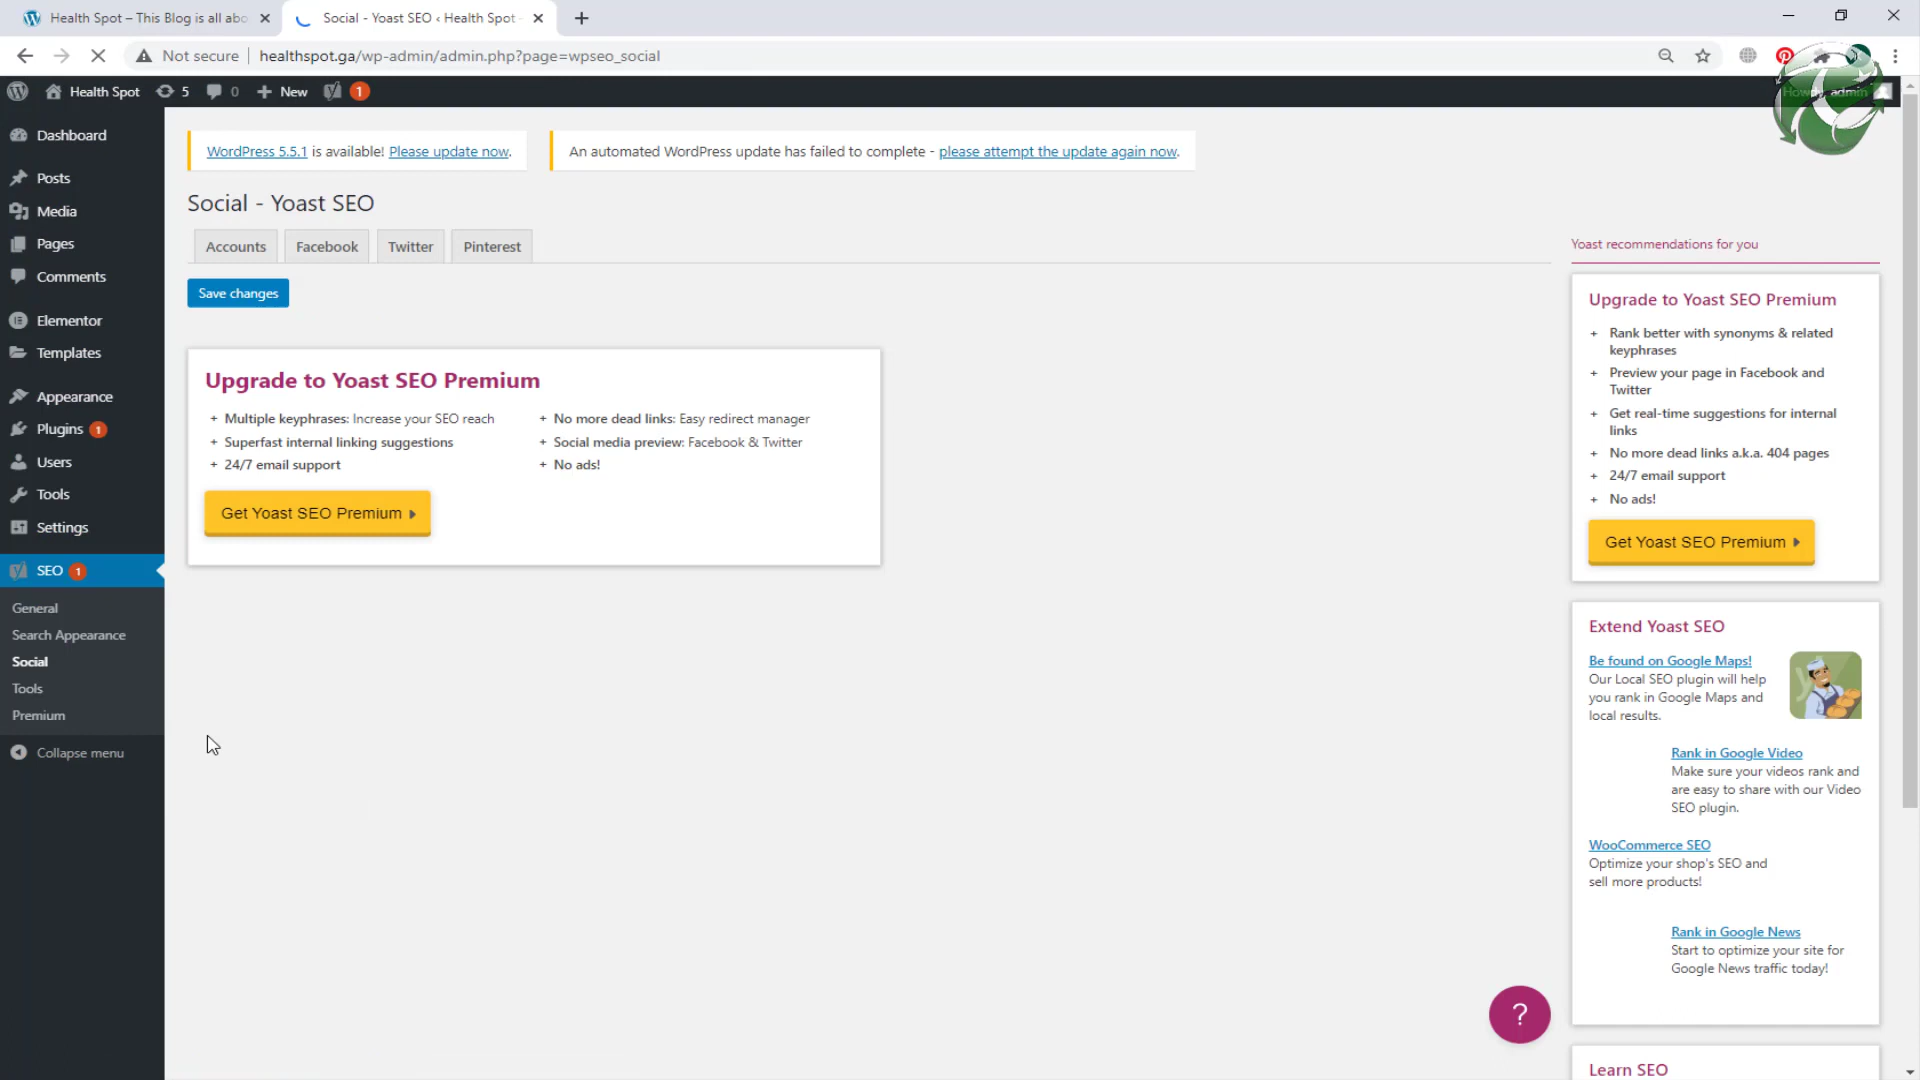 Health Spot – This Blog is all abo
Social - Yoast SEO ‹ Health Spot -
Not secure
healthspot.ga/wp-admin/admin.php?page=wpseo_social
Health Spot
5
0
New
1
Howdy, admin
Dashboard
Posts
Media
Pages
Comments
Elementor
Templates
Appearance
Plugins 1
Users
Tools
Settings
SEO 1
General
Search Appearance
Social
Tools
Premium
Collapse menu
WordPress 5.5.1 is available! Please update now.
An automated WordPress update has failed to complete - please attempt the update again now.
Social - Yoast SEO
Accounts
Facebook
Twitter
Pinterest
Save changes
Upgrade to Yoast SEO Premium
+ Multiple keyphrases: Increase your SEO reach
+ No more dead links: Easy redirect manager
+ Superfast internal linking suggestions
+ Social media preview: Facebook & Twitter
+ 24/7 email support
+ No ads!
Get Yoast SEO Premium
Yoast recommendations for you
Upgrade to Yoast SEO Premium
+ Rank better with synonyms & related
keyphrases
+ Preview your page in Facebook and
Twitter
+ Get real-time suggestions for internal
links
+ No more dead links a.k.a. 404 pages
+ 24/7 email support
+ No ads!
Get Yoast SEO Premium
Extend Yoast SEO
Be found on Google Maps!
Our Local SEO plugin will help
you rank in Google Maps and
local results.
Rank in Google Video
Make sure your videos rank and
are easy to share with our Video
SEO plugin.
WooCommerce SEO
Optimize your shop's SEO and
sell more products!
Rank in Google News
Start to optimize your site for
Google News traffic today!
?
Learn SEO